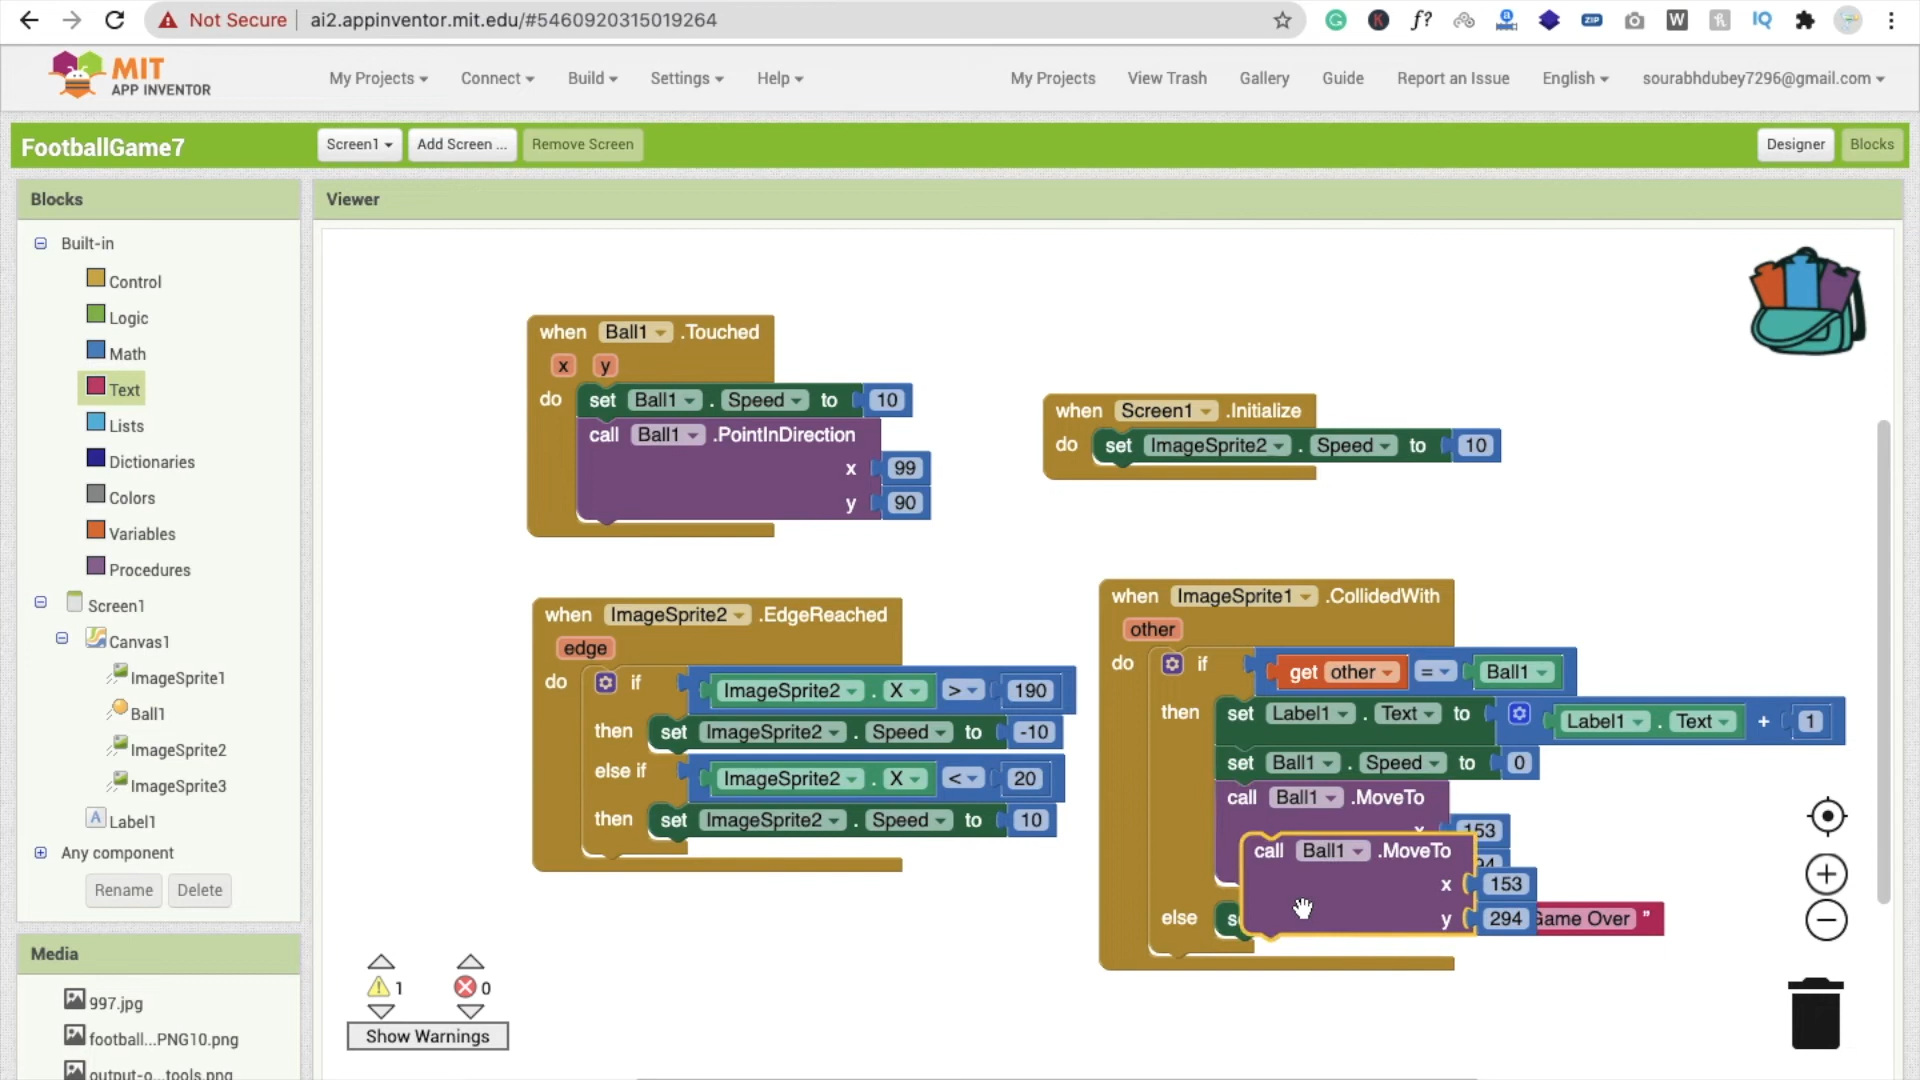 Not Secure ai2.appinventor.mit.edu/#5460920315019264
f? ZIP W IQ
MIT
APP INVENTOR
My Projects Connect Build Settings Help My Projects View Trash Gallery Guide Report an Issue English sourabhdubey7296@gmail.com
FootballGame7 Screen1 Add Screen ... Remove Screen Designer Blocks
Blocks
Viewer
Built-in
Control
Logic
Math
Text
Lists
Dictionaries
Colors
Variables
Procedures
Screen1
Canvas1
ImageSprite1
Ball1
ImageSprite2
ImageSprite3
A Label1
Any component
Rename Delete
Media
997.jpg
football...PNG10.png
output-o...tools.png
when Ball1 .Touched
x y
do set Ball1 . Speed to 10
call Ball1 .PointInDirection
x 99
y 90
when Screen1 .Initialize
do set ImageSprite2 . Speed to 10
when ImageSprite2 .EdgeReached
edge
do if ImageSprite2 . X > 190
then set ImageSprite2 . Speed to -10
else if ImageSprite2 . X < 20
then set ImageSprite2 . Speed to 10
when ImageSprite1 .CollidedWith
other
do if get other = Ball1
then set Label1 . Text to Label1 . Text + 1
set Ball1 . Speed to 0
call Ball1 .MoveTo
x 153
call Ball1 .MoveTo
x 153
else y 294 Game Over "
1 0
Show Warnings